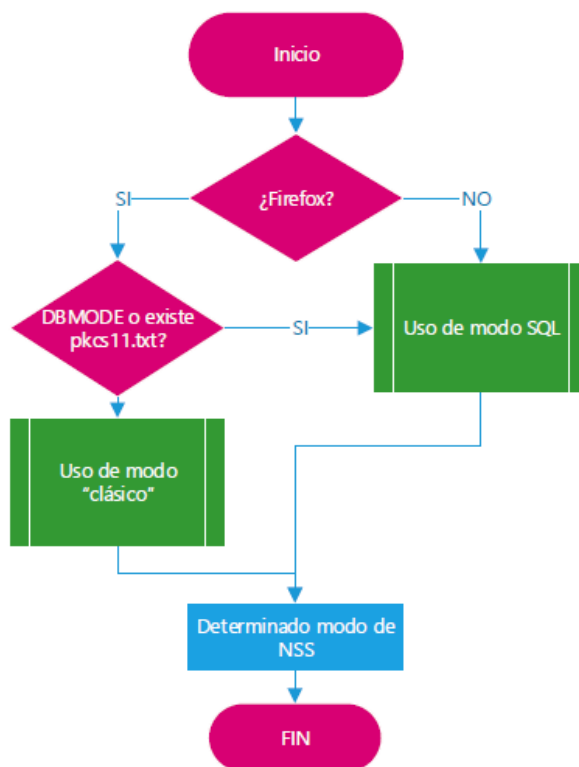 Inicio
¿Firefox?
SI
NO
DBMODE o existe
pkcs11.txt?
SI
Uso de modo SQL
Uso de modo
"clásico"
Determinado modo de
NSS
FIN